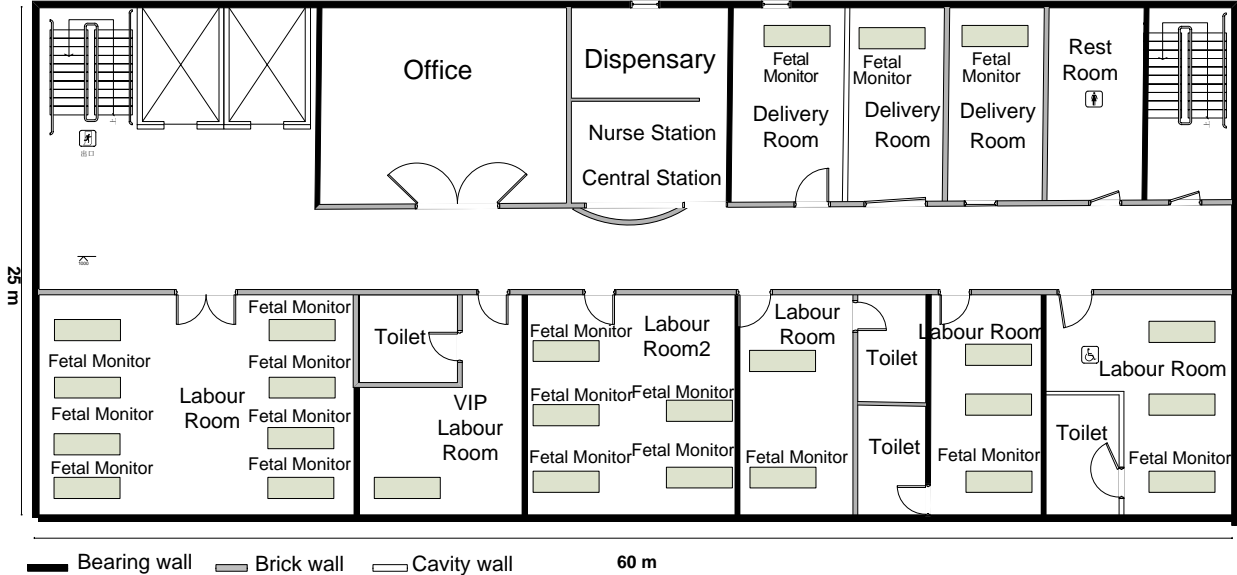 Office
Dispensary
Nurse Station
Central Station
Fetal
Monitor
Delivery
Room
Fetal
Monitor
Delivery
Room
Fetal
Monitor
Delivery
Room
Rest
Room
出口
25 m
Fetal Monitor
Fetal Monitor
Fetal Monitor
Labour
Room
Fetal Monitor
Fetal Monitor
Fetal Monitor
Fetal Monitor
Toilet
VIP
Labour
Room
Fetal Monitor
Labour
Room2
Fetal Monitor
Fetal Monitor
Fetal Monitor
Fetal Monitor
Labour
Room
Fetal Monitor
Toilet
Toilet
Labour Room
Fetal Monitor
Labour Room
Toilet
Fetal Monitor
Bearing wall
Brick wall
Cavity wall
60 m